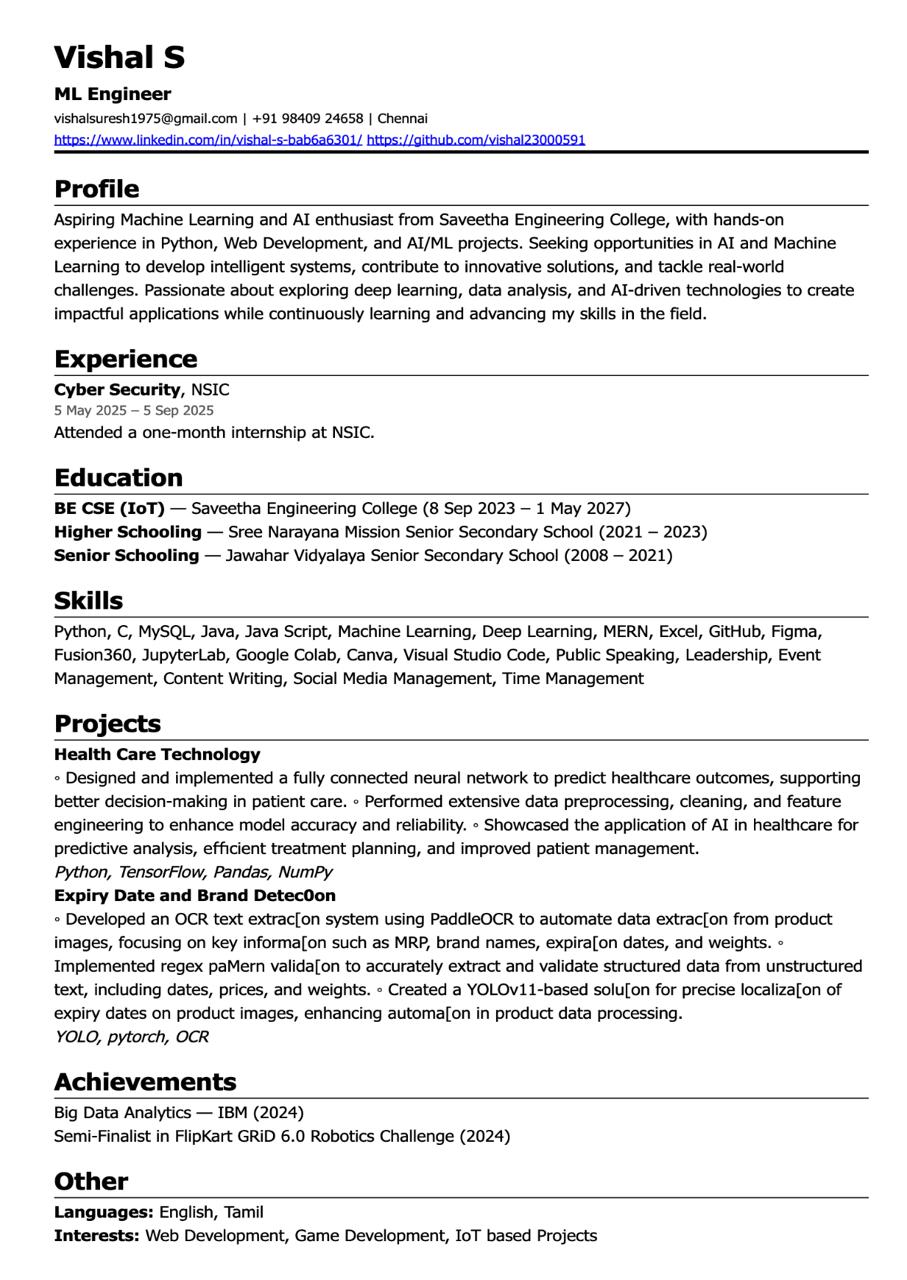 Vishal S
ML Engineer
vishalsuresh1975@gmail.com | +91 98409 24658 | Chennai
https://www.linkedin.com/in/vishal-s-bab6a6301/ https://github.com/vishal23000591
Profile
Aspiring Machine Learning and AI enthusiast from Saveetha Engineering College, with hands-on
experience in Python, Web Development, and AI/ML projects. Seeking opportunities in AI and Machine
Learning to develop intelligent systems, contribute to innovative solutions, and tackle real-world
challenges. Passionate about exploring deep learning, data analysis, and AI-driven technologies to create
impactful applications while continuously learning and advancing my skills in the field.
Experience
Cyber Security, NSIC
5 May 2025 – 5 Sep 2025
Attended a one-month internship at NSIC.
Education
BE CSE (IoT) — Saveetha Engineering College (8 Sep 2023 – 1 May 2027)
Higher Schooling — Sree Narayana Mission Senior Secondary School (2021 – 2023)
Senior Schooling — Jawahar Vidyalaya Senior Secondary School (2008 – 2021)
Skills
Python, C, MySQL, Java, Java Script, Machine Learning, Deep Learning, MERN, Excel, GitHub, Figma,
Fusion360, JupyterLab, Google Colab, Canva, Visual Studio Code, Public Speaking, Leadership, Event
Management, Content Writing, Social Media Management, Time Management
Projects
Health Care Technology
◦ Designed and implemented a fully connected neural network to predict healthcare outcomes, supporting
better decision-making in patient care. ◦ Performed extensive data preprocessing, cleaning, and feature
engineering to enhance model accuracy and reliability. ◦ Showcased the application of AI in healthcare for
predictive analysis, efficient treatment planning, and improved patient management.
Python, TensorFlow, Pandas, NumPy
Expiry Date and Brand Detec0on
◦ Developed an OCR text extrac[on system using PaddleOCR to automate data extrac[on from product
images, focusing on key informa[on such as MRP, brand names, expira[on dates, and weights. ◦
Implemented regex paMern valida[on to accurately extract and validate structured data from unstructured
text, including dates, prices, and weights. ◦ Created a YOLOv11-based solu[on for precise localiza[on of
expiry dates on product images, enhancing automa[on in product data processing.
YOLO, pytorch, OCR
Achievements
Big Data Analytics — IBM (2024)
Semi-Finalist in FlipKart GRiD 6.0 Robotics Challenge (2024)
Other
Languages: English, Tamil
Interests: Web Development, Game Development, IoT based Projects